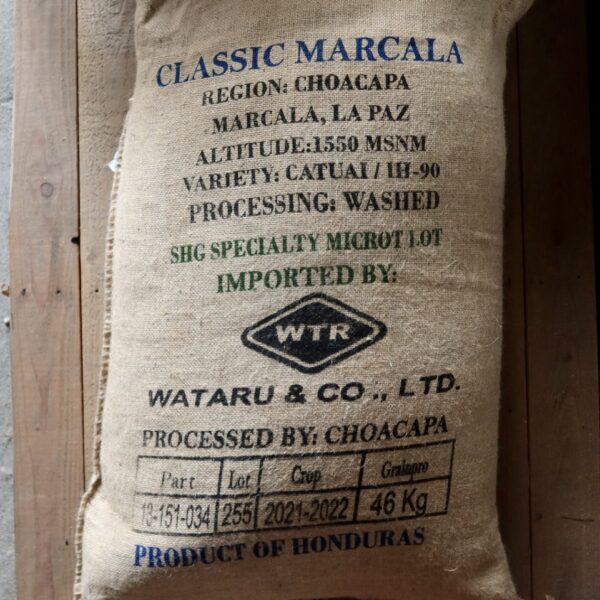 CLASSIC MARCALA
REGION: CHOACAPA
MARCALA, LA PAZ
ALTITUDE:1550 MSNM
VARIETY: CATUAI / IH-90
PROCESSING: WASHED
SHG SPECIALTY MICROT LOT
IMPORTED BY:
WTR
WATARU & CO., LTD.
PROCESSED BY: CHOACAPA
Part Lot Crop Grainpro
18-151-034 255 2021-2022 46 Kg
PRODUCT OF HONDURAS